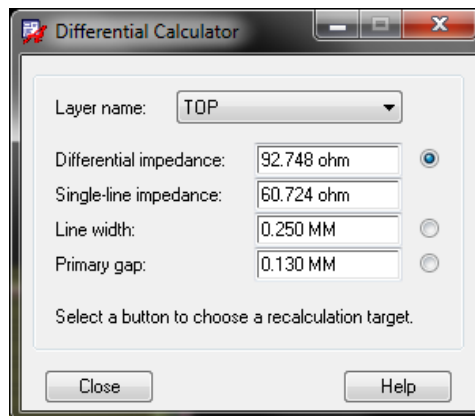 Differential Calculator
Layer name: TOP
Differential impedance: 92.748 ohm
Single-line impedance: 60.724 ohm
Line width: 0.250 MM
Primary gap: 0.130 MM
Select a button to choose a recalculation target.
Close Help